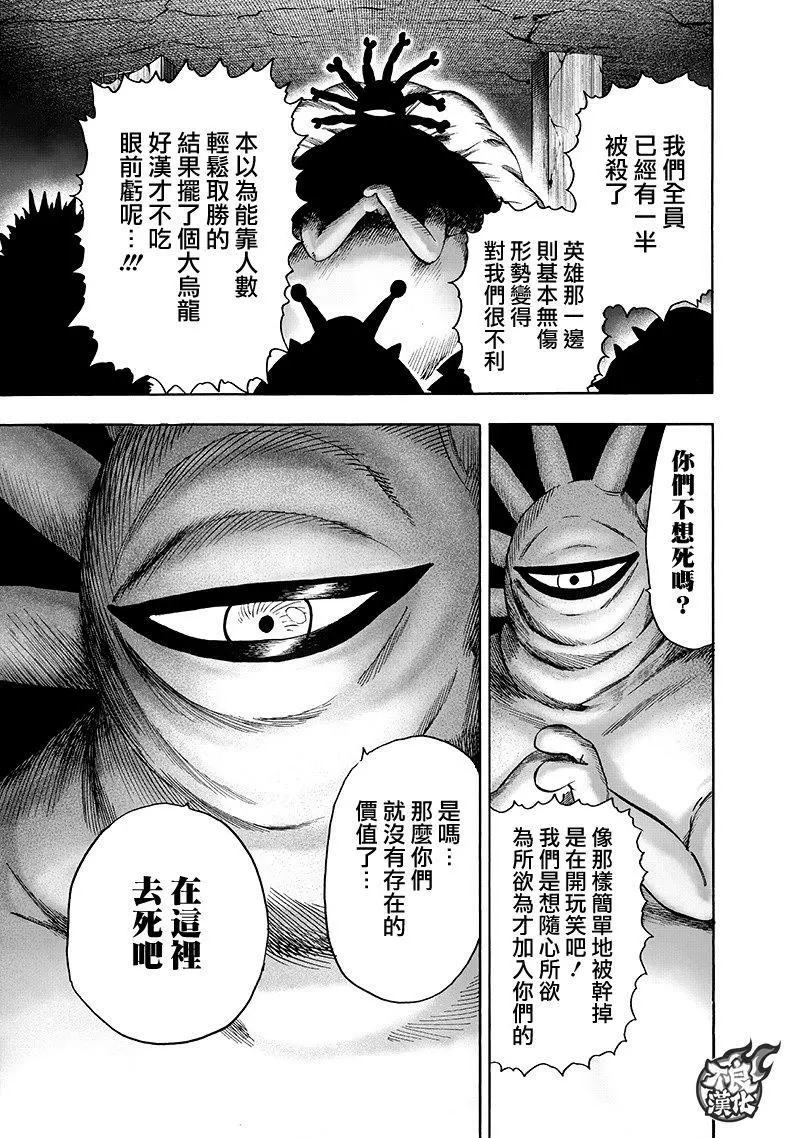 我們全員
已經有一半
被殺了
英雄那一邊
則基本無傷
形勢變得
對我們很不利
本以為能靠人數
輕鬆取勝的
結果擺了個大烏龍
好漢才不吃
眼前虧呢…!!!
你們不想死嗎？
像那樣簡單地被幹掉
是在開玩笑吧！
我們是想隨心所欲
為所欲為才加入你們的
是嗎…
那麼你們
就沒有存在的
價值了…
在這裡
去死吧
不良
漢化